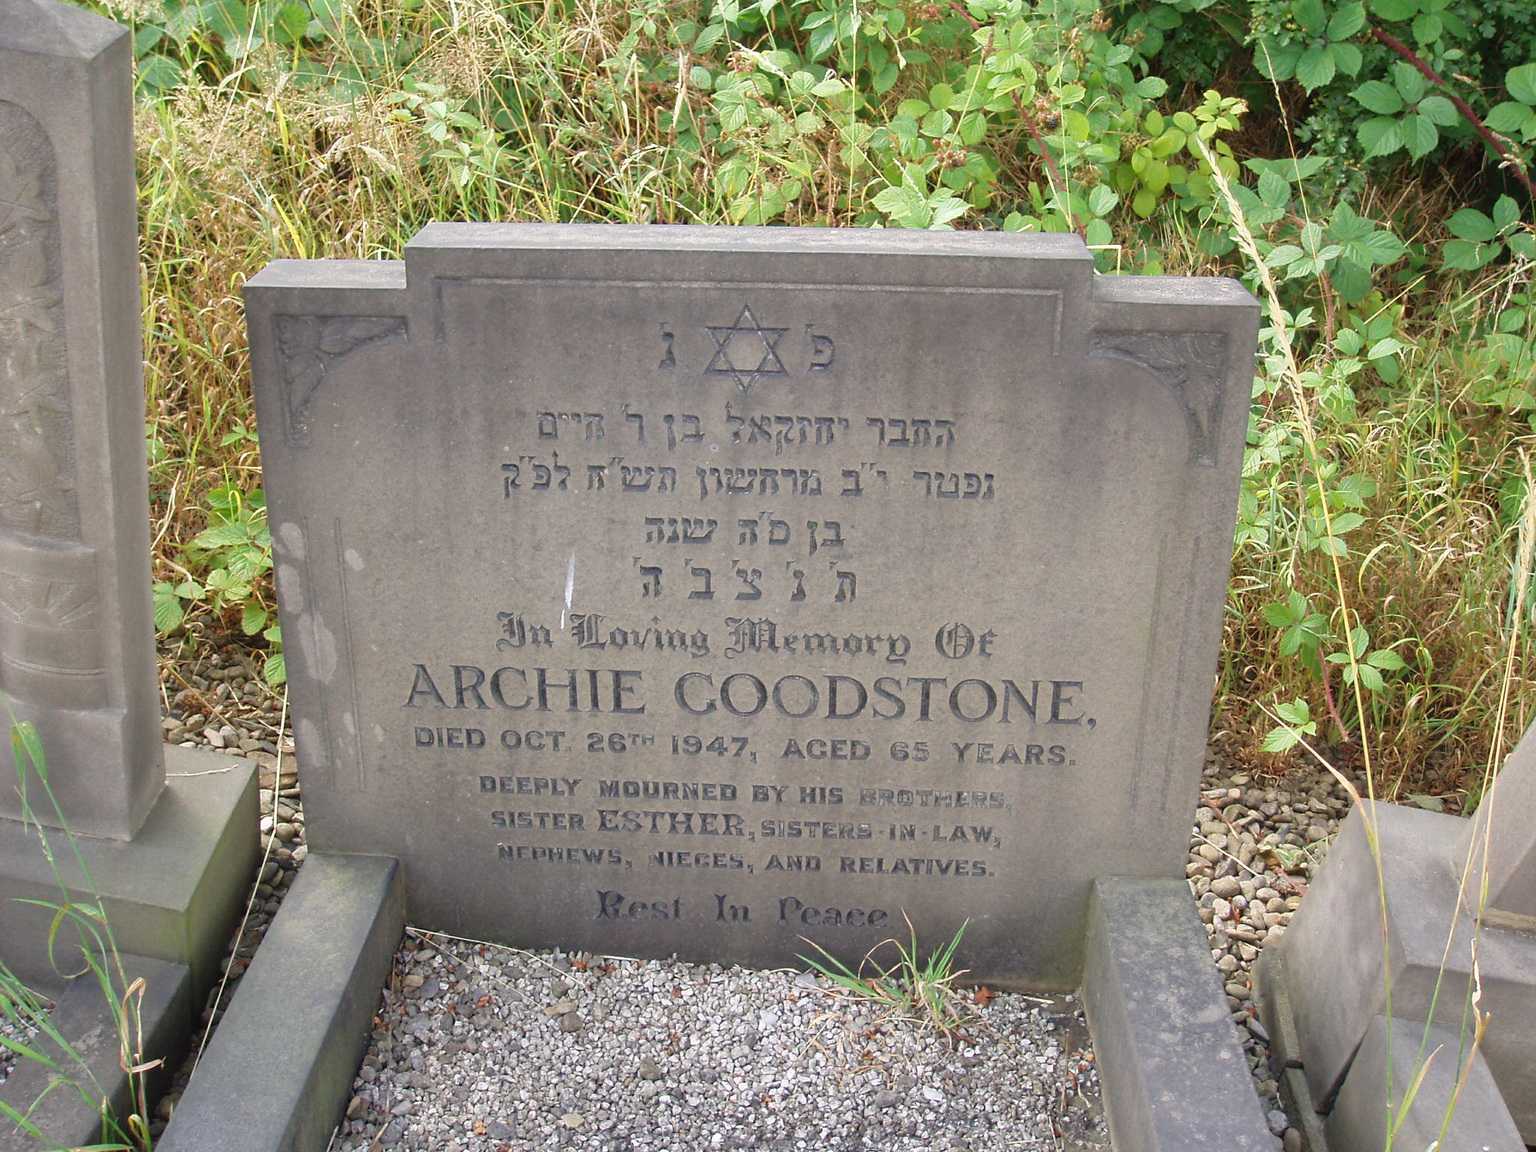 פ' נ'
החבר יחזקאל בן ר' חיים
נפטר י"ב מרחשון תש"ח לפ"ק
בן ס"ה שנה
ת' נ' צ' ב' ה'
In Loving Memory Of
ARCHIE GOODSTONE,
DIED OCT. 26TH 1947, AGED 65 YEARS.
DEEPLY MOURNED BY HIS BROTHERS,
SISTER ESTHER, SISTERS-IN-LAW,
NEPHEWS, NIECES, AND RELATIVES.
Rest In Peace